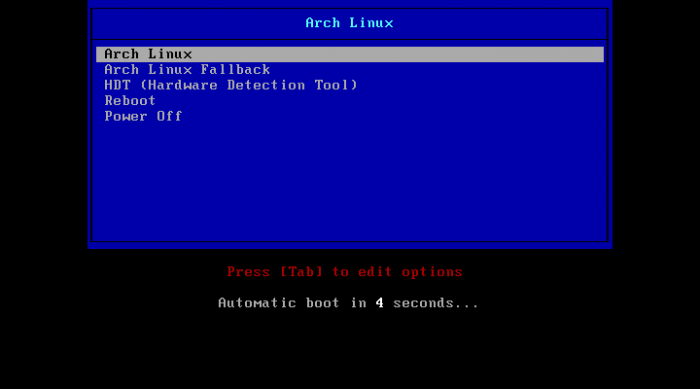 Arch Linux
Arch Linux
Arch Linux Fallback
HDT (Hardware Detection Tool)
Reboot
Power Off
Press [Tab] to edit options
Automatic boot in 4 seconds...